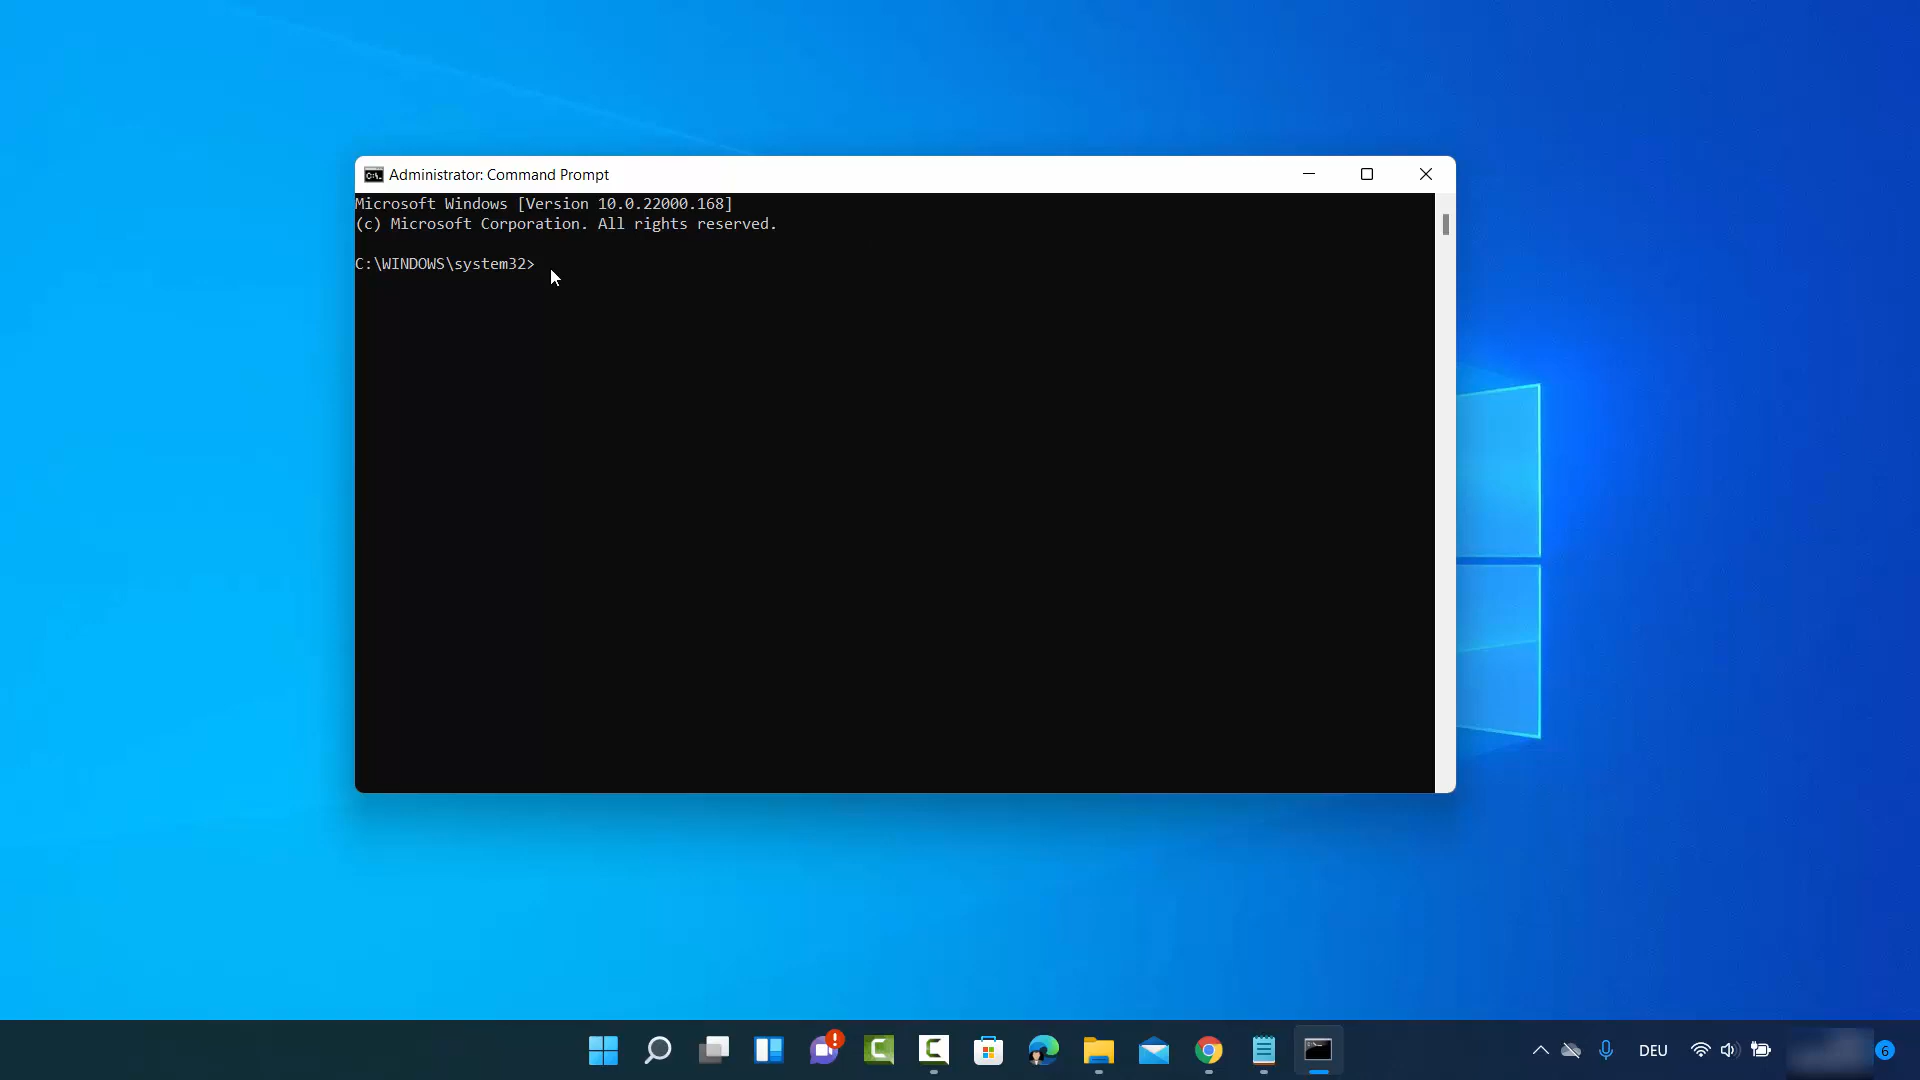 Administrator: Command Prompt
Microsoft Windows [Version 10.0.22000.168]
(c) Microsoft Corporation. All rights reserved.
C:\WINDOWS\system32>
DEU
6